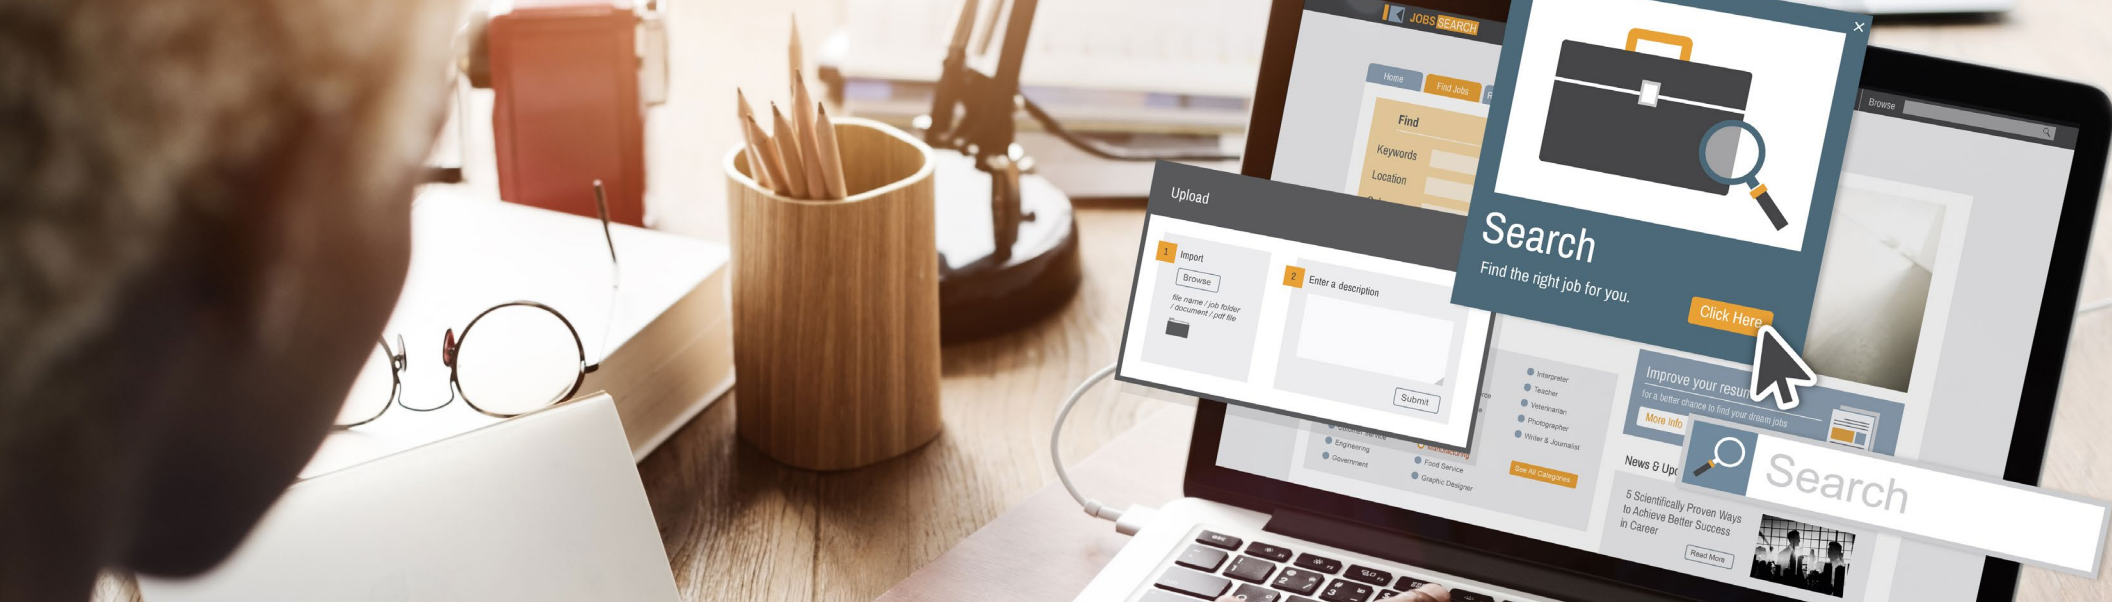 JOBS SEARCH
Home
Find Jobs
Find
Keywords
Location
Browse
Upload
1 Import
Browse
file name / job folder
/ document / .pdf file
2 Enter a description
Submit
Search
Find the right job for you.
Click Here
Interpreter
Teacher
Veterinarian
Photographer
Writer & Journalist
See All Categories
Engineering
Government
Food Service
Graphic Designer
Improve your resum
for a better chance to find your dream jobs
More Info
Search
News & Upd
5 Scientifically Proven Ways
to Achieve Better Success
in Career
Read More
esc